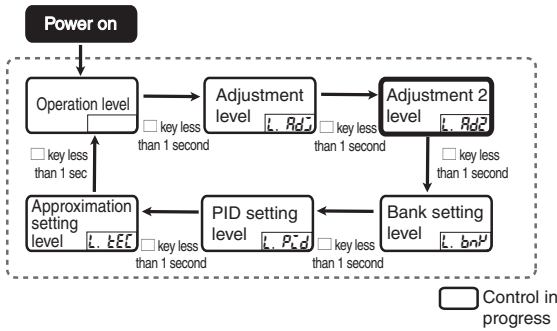 Power on
Operation level
Adjustment
level
L. AdJ
Adjustment 2
level
L. Ad2
key less
than 1 second
key less
than 1 second
key less
than 1 sec
key less
than 1 second
Approximation
setting
level
L. tEC
PID setting
level
L. PId
Bank setting
level
L. bnK
key less
than 1 second
key less
than 1 second
Control in
progress